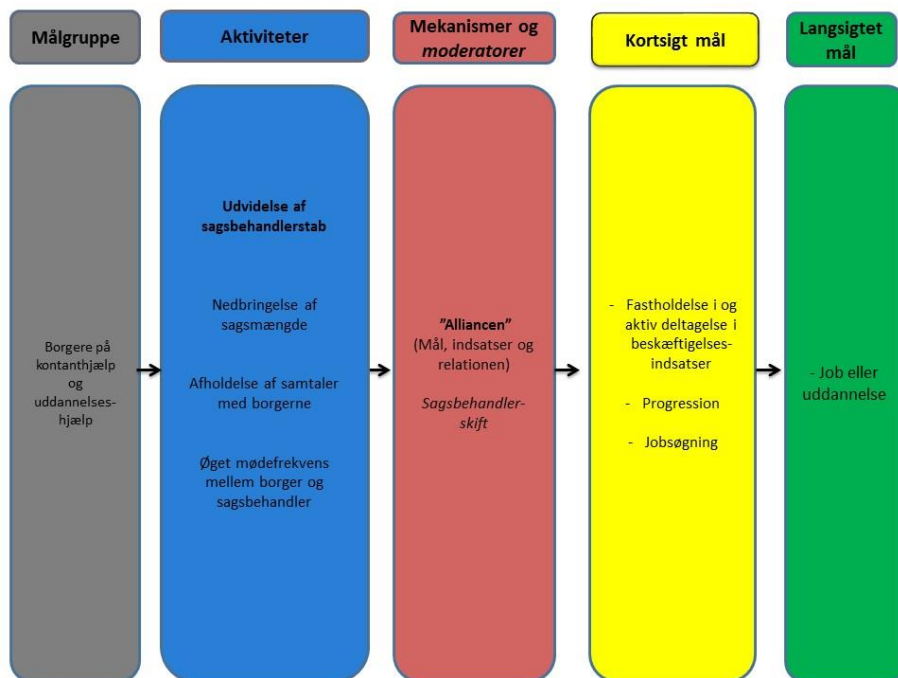 Målgruppe
Aktiviteter
Mekanismer og
moderatorer
Kortsigt mål
Langsigtet
mål
Borgere på
kontanthjælp
og
uddannelses-
hjælp
Udvidelse af
sagsbehandlerstab
Nedbringelse af
sagsmængde
Afholdelse af samtaler
med borgerne
Øget mødefrekvens
mellem borger og
sagsbehandler
”Alliancen”
(Mål, indsatser og
relationen)
Sagsbehandler-
skift
- Fastholdelse i og
aktiv deltagelse i
beskæftigelses-
indsatser
- Progression
- Jobsøgning
- Job eller
uddannelse